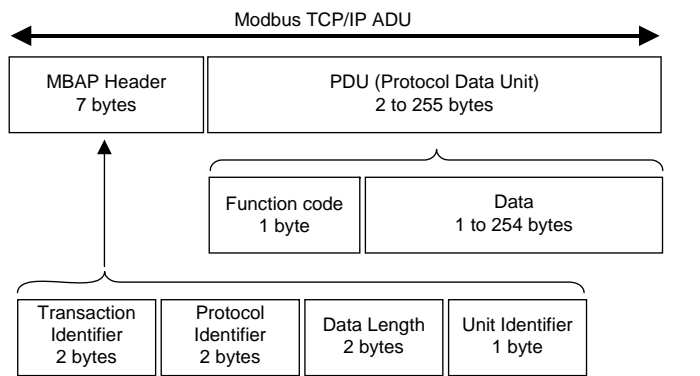 Modbus TCP/IP ADU
MBAP Header
7 bytes
PDU (Protocol Data Unit)
2 to 255 bytes
Function code
1 byte
Data
1 to 254 bytes
Transaction
Identifier
2 bytes
Protocol
Identifier
2 bytes
Data Length
2 bytes
Unit Identifier
1 byte